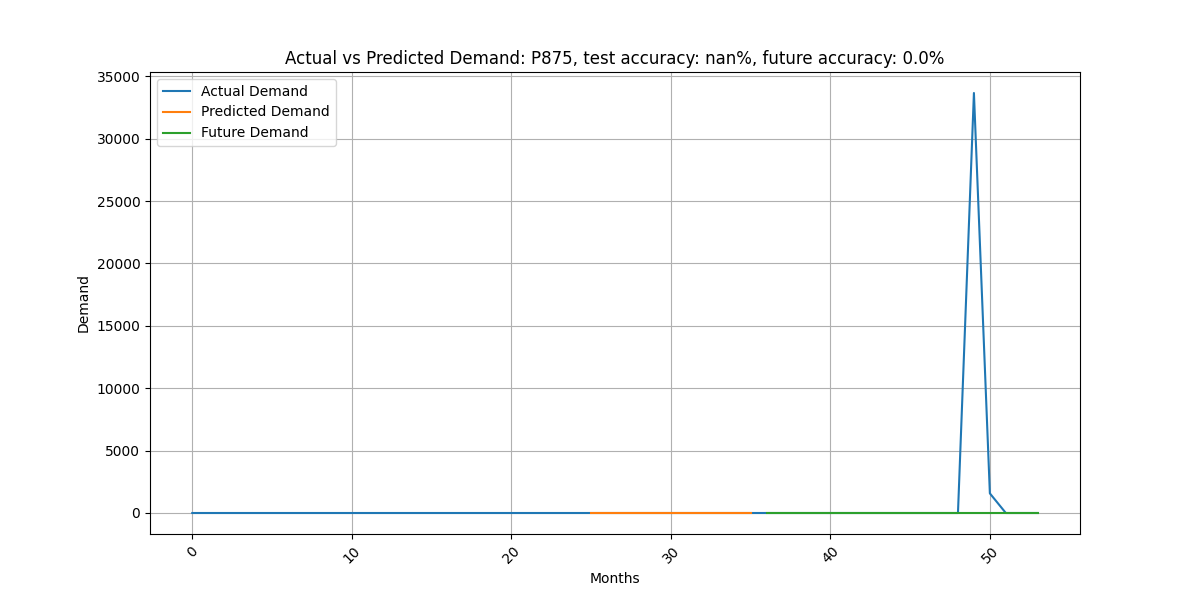 Actual vs Predicted Demand: P875, test accuracy: nan%, future accuracy: 0.0%
Actual Demand
Predicted Demand
Future Demand
35000
30000
25000
20000
15000
10000
5000
0
Demand
0 10 20 30 40 50
Months